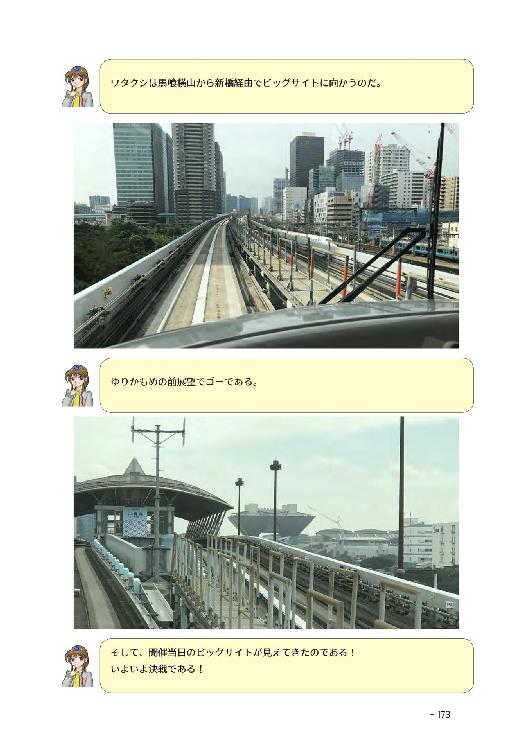 ワタクシは馬喰横山から新橋経由でビッグサイトに向かうのだ。
ゆりかもめの前展望でゴーである。
そして、開催当日のビッグサイトが見えてきたのである！
いよいよ決戦である！
- 173